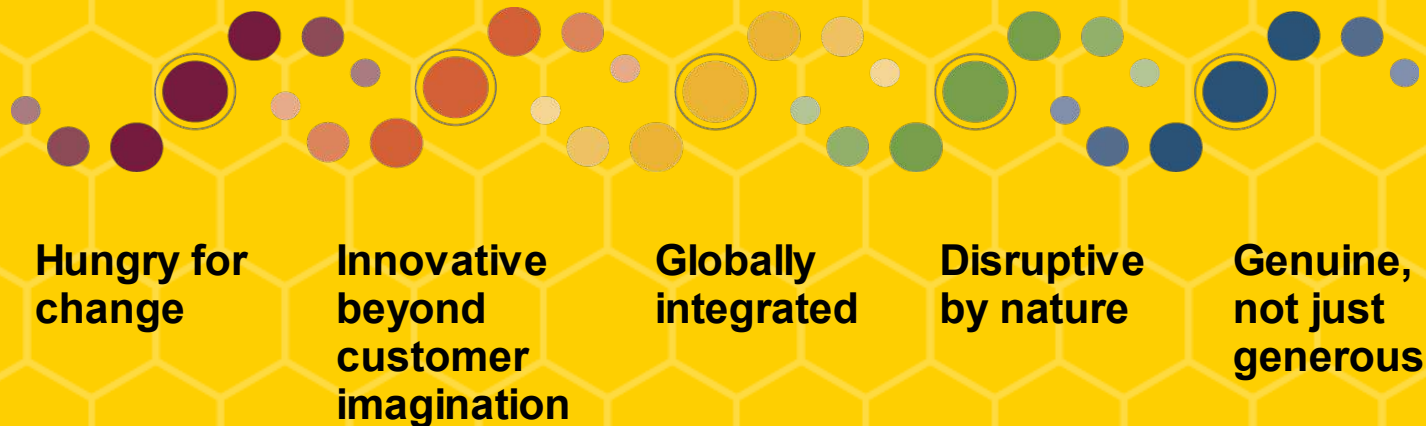 Hungry for
change
Innovative
beyond
customer
imagination
Globally
integrated
Disruptive
by nature
Genuine,
not just
generous